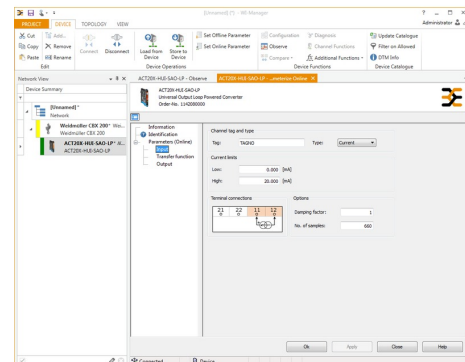 [Unnamed] (*) - WI-Manager
PROJECT DEVICE TOPOLOGY VIEW
Administrator
Cut Add...
Copy Remove
Paste Rename
Connect Disconnect
Load from Device
Store to Device
Set Offline Parameter
Set Online Parameter
Configuration Diagnosis
Observe Channel Functions
Compare Additional Functions
Update Catalogue
Filter on Allowed
DTM Info
Edit Device Operations Device Functions Device Catalogue
Network View
Device Summary
[Unnamed]*
Network
Weidmüller CBX 200* Wei...
Weidmüller CBX 200
ACT20X-HUI-SAO-LP
ACT20X-HUI-SAO-LP - Observe
ACT20X-HUI-SAO-LP
Universal Output Loop Powered Converter
Order-No. 1142000000
Information
Identification
Parameters (Online)
Input
Transfer function
Output
Channel tag and type
Tag: TAGNO Type: Current
Current limits
Low: 0.000 [mA]
High: 20.000 [mA]
Terminal connections
21 22 11 12
Options
Damping factor: 1
No. of samples: 660
Ok Apply Close Help
Connected Device